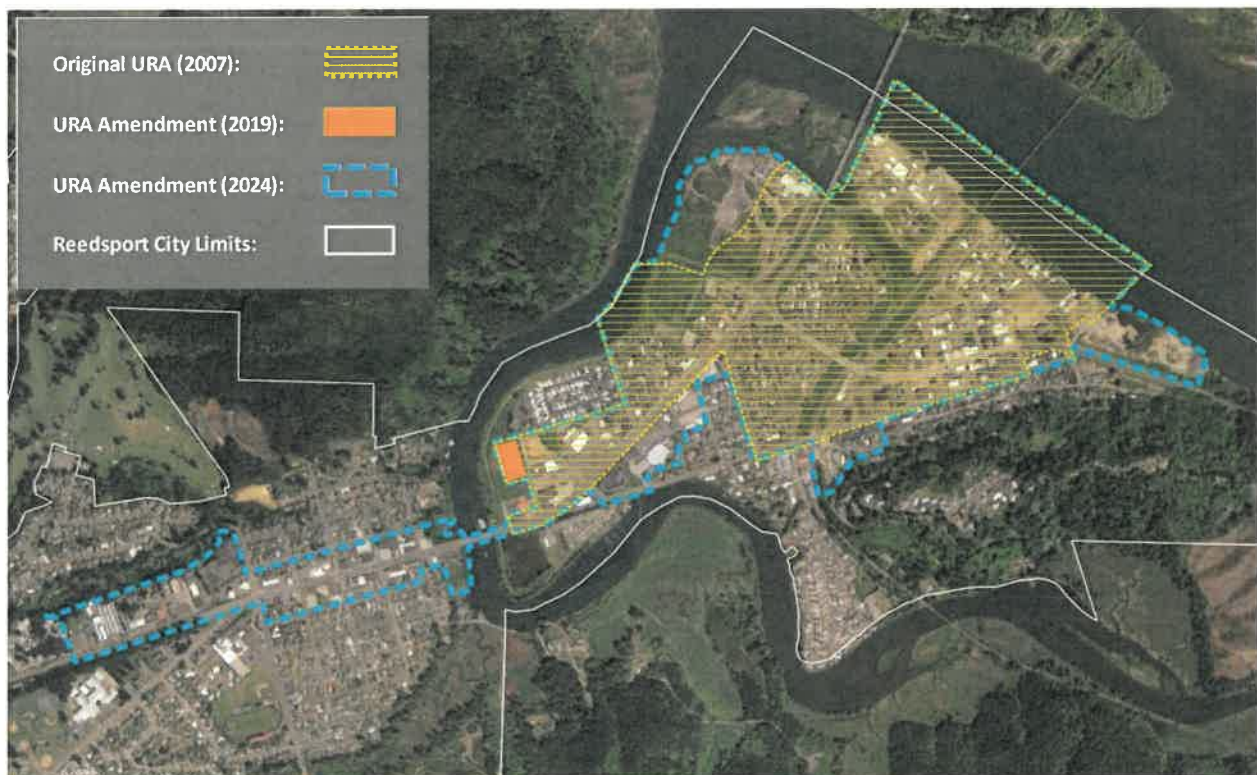 Original URA (2007):
URA Amendment (2019):
URA Amendment (2024):
Reedsport City Limits: